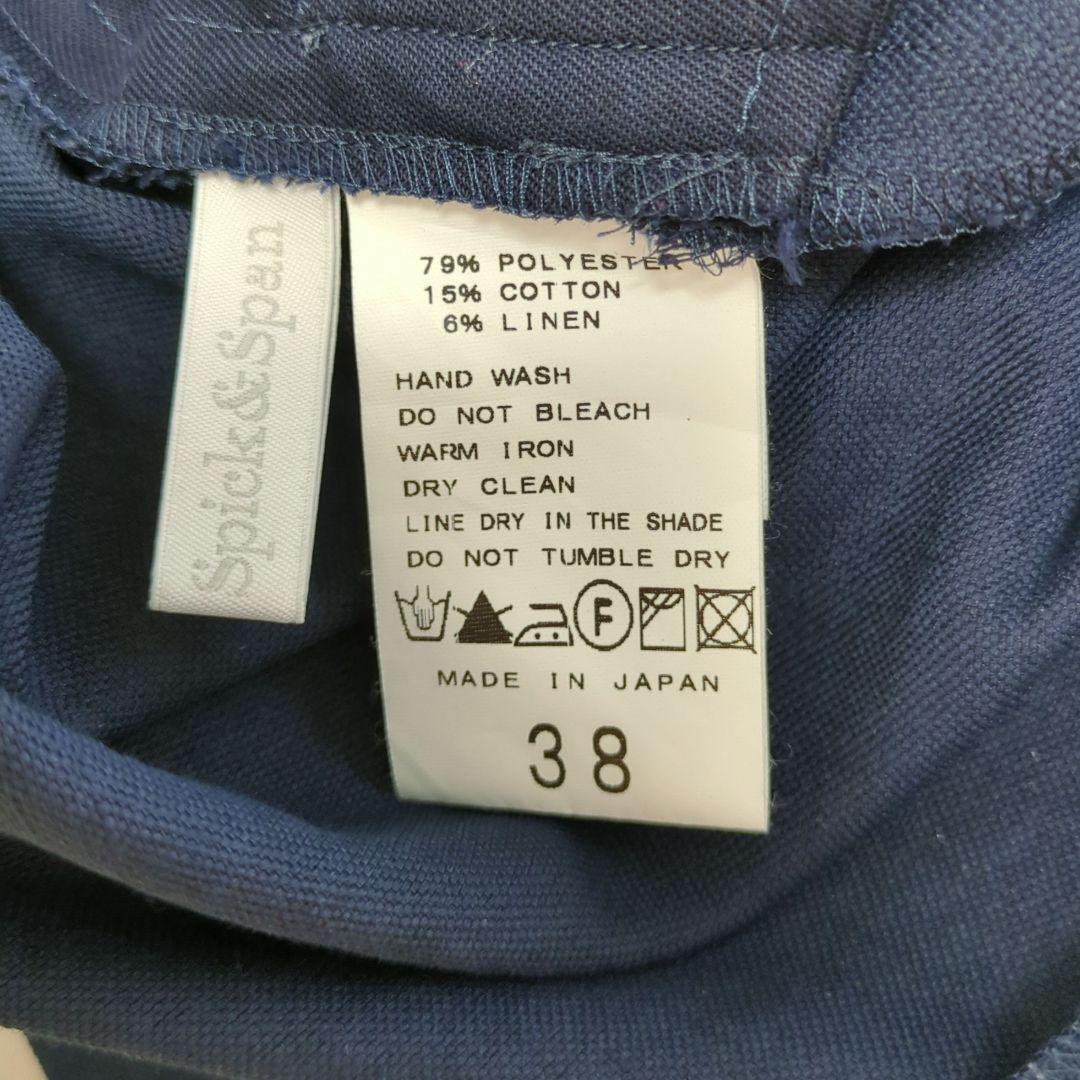 Spick&Span
79% POLYESTER
15% COTTON
6% LINEN
HAND WASH
DO NOT BLEACH
WARM IRON
DRY CLEAN
LINE DRY IN THE SHADE
DO NOT TUMBLE DRY
F
MADE IN JAPAN
38